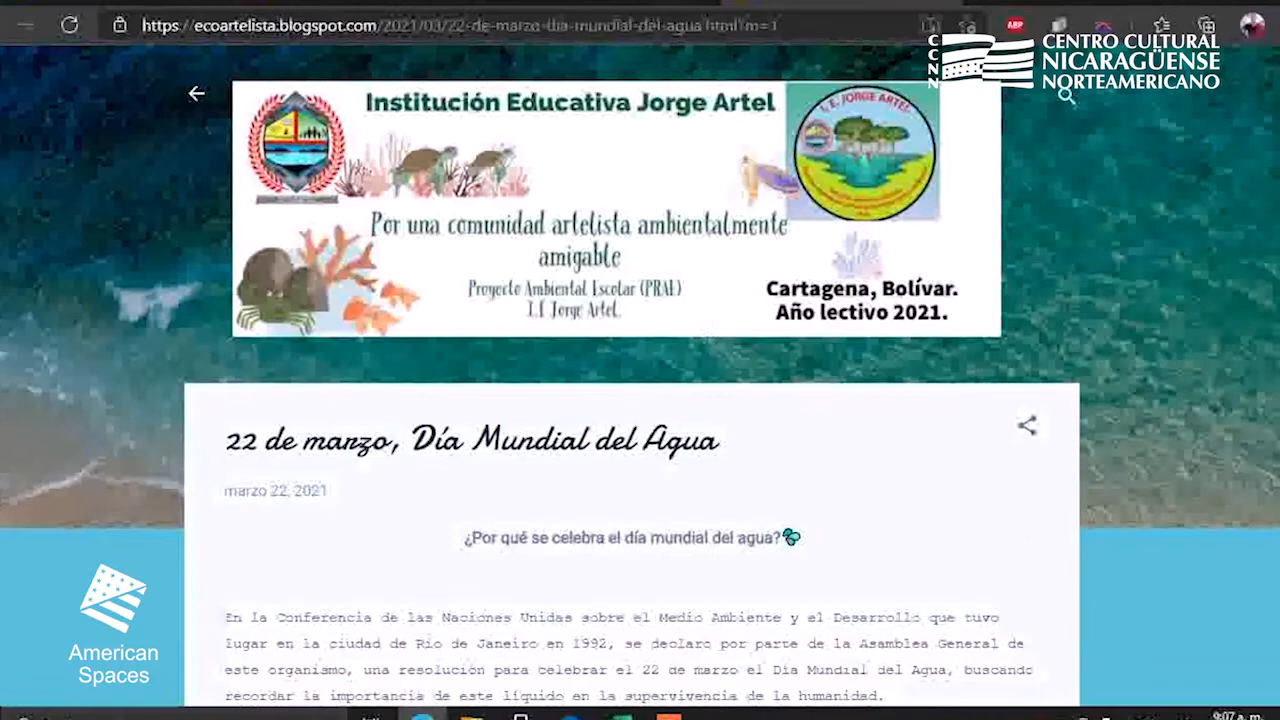 https://ecoartelista.blogspot.com/2021/03/22-de-marzo-dia-mundial-del-agua.html?m=1
ABP
CCNN
CENTRO CULTURAL
NICARAGÜENSE
NORTEAMERICANO
Institución Educativa Jorge Artel
I. E. JORGE ARTEL
Por una comunidad artelista ambientalmente
amigable
Proyecto Ambiental Escolar (PRAE)
I.E Jorge Artel.
Cartagena, Bolívar.
Año lectivo 2021.
22 de marzo, Día Mundial del Agua
marzo 22, 2021
¿Por qué se celebra el día mundial del agua?
En la Conferencia de las Naciones Unidas sobre el Medio Ambiente y el Desarrollo que tuvo
lugar en la ciudad de Río de Janeiro en 1992, se declaro por parte de la Asamblea General de
este organismo, una resolución para celebrar el 22 de marzo el Día Mundial del Agua, buscando
recordar la importancia de este líquido en la supervivencia de la humanidad.
American
Spaces
9:07 a. m.